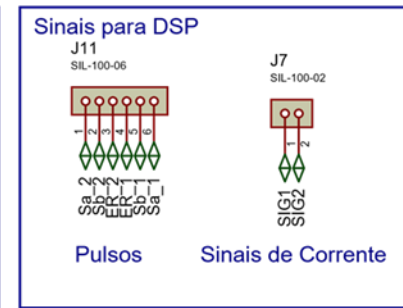 Sinais para DSP
J11
SIL-100-06
1
2
3
4
5
6
Sa_2
Sb_2
ER_2
ER_1
Sb_1
Sa_1
Pulsos
J7
SIL-100-02
1
2
SIG1
SIG2
Sinais de Corrente